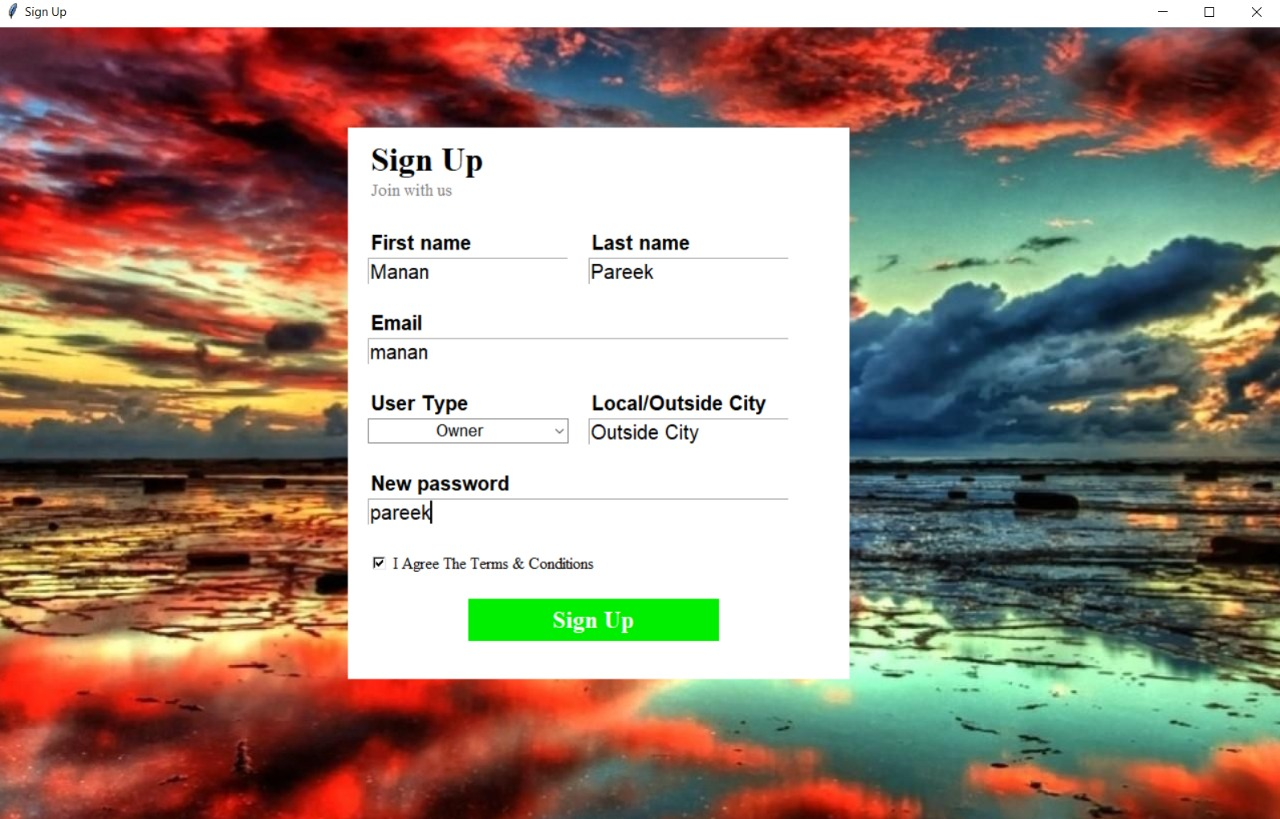 Sign Up
Sign Up
Join with us
First name Last name
Manan Pareek
Email
manan
User Type Local/Outside City
Owner Outside City
New password
pareek
I Agree The Terms & Conditions
Sign Up